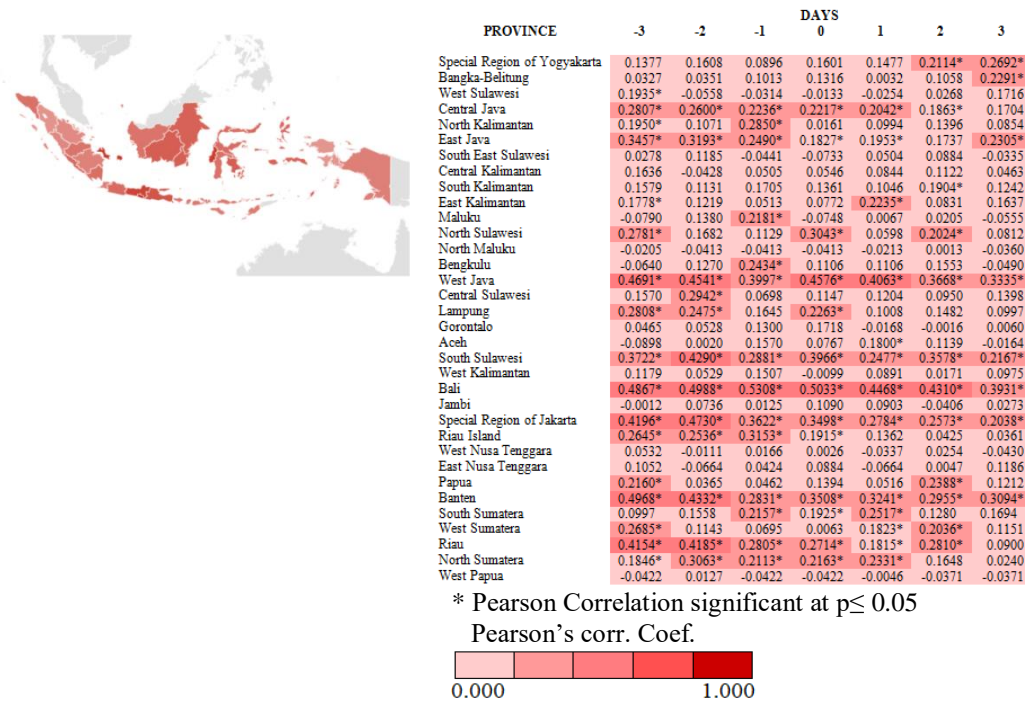 DAYS
PROVINCE -3 -2 -1 0 1 2 3
Special Region of Yogyakarta 0.1377 0.1608 0.0896 0.1601 0.1477 0.2114* 0.2692*
Bangka-Belitung 0.0327 0.0351 0.1013 0.1316 0.0032 0.1058 0.2291*
West Sulawesi 0.1935* -0.0558 -0.0314 -0.0133 -0.0254 0.0268 0.1716
Central Java 0.2807* 0.2600* 0.2236* 0.2217* 0.2042* 0.1863* 0.1704
North Kalimantan 0.1950* 0.1071 0.2850* 0.0161 0.0994 0.1396 0.0854
East Java 0.3457* 0.3193* 0.2490* 0.1827* 0.1953* 0.1737 0.2305*
South East Sulawesi 0.0278 0.1185 -0.0441 -0.0733 0.0504 0.0884 -0.0335
Central Kalimantan 0.1636 -0.0428 0.0505 0.0546 0.0844 0.1122 0.0463
South Kalimantan 0.1579 0.1131 0.1705 0.1361 0.1046 0.1904* 0.1242
East Kalimantan 0.1778* 0.1219 0.0513 0.0772 0.2235* 0.0831 0.1637
Maluku -0.0790 0.1380 0.2181* -0.0748 0.0067 0.0205 -0.0555
North Sulawesi 0.2781* 0.1682 0.1129 0.3043* 0.0598 0.2024* 0.0812
North Maluku -0.0205 -0.0413 -0.0413 -0.0413 -0.0213 0.0013 -0.0360
Bengkulu -0.0640 0.1270 0.2434* 0.1106 0.1106 0.1553 -0.0490
West Java 0.4691* 0.4541* 0.3997* 0.4576* 0.4063* 0.3668* 0.3335*
Central Sulawesi 0.1570 0.2942* 0.0698 0.1147 0.1204 0.0950 0.1398
Lampung 0.2808* 0.2475* 0.1645 0.2263* 0.1008 0.1482 0.0997
Gorontalo 0.0465 0.0528 0.1300 0.1718 -0.0168 -0.0016 0.0060
Aceh -0.0898 0.0020 0.1570 0.0767 0.1800* 0.1139 -0.0164
South Sulawesi 0.3722* 0.4290* 0.2881* 0.3966* 0.2477* 0.3578* 0.2167*
West Kalimantan 0.1179 0.0529 0.1507 -0.0099 0.0891 0.0171 0.0975
Bali 0.4867* 0.4988* 0.5308* 0.5033* 0.4468* 0.4310* 0.3931*
Jambi -0.0012 0.0736 0.0125 0.1090 0.0903 -0.0406 0.0273
Special Region of Jakarta 0.4196* 0.4730* 0.3622* 0.3498* 0.2784* 0.2573* 0.2038*
Riau Island 0.2645* 0.2536* 0.3153* 0.1915* 0.1362 0.0425 0.0361
West Nusa Tenggara 0.0532 -0.0111 0.0166 0.0026 -0.0337 0.0254 -0.0430
East Nusa Tenggara 0.1052 -0.0664 0.0424 0.0884 -0.0664 0.0047 0.1186
Papua 0.2160* 0.0365 0.0462 0.1394 0.0516 0.2388* 0.1212
Banten 0.4968* 0.4332* 0.2831* 0.3508* 0.3241* 0.2955* 0.3094*
South Sumatera 0.0997 0.1558 0.2157* 0.1925* 0.2517* 0.1280 0.1694
West Sumatera 0.2685* 0.1143 0.0695 0.0063 0.1823* 0.2036* 0.1151
Riau 0.4154* 0.4185* 0.2805* 0.2714* 0.1815* 0.2810* 0.0900
North Sumatera 0.1846* 0.3063* 0.2113* 0.2163* 0.2331* 0.1648 0.0240
West Papua -0.0422 0.0127 -0.0422 -0.0422 -0.0046 -0.0371 -0.0371
* Pearson Correlation significant at p≤ 0.05
Pearson's corr. Coef.
0.000 1.000